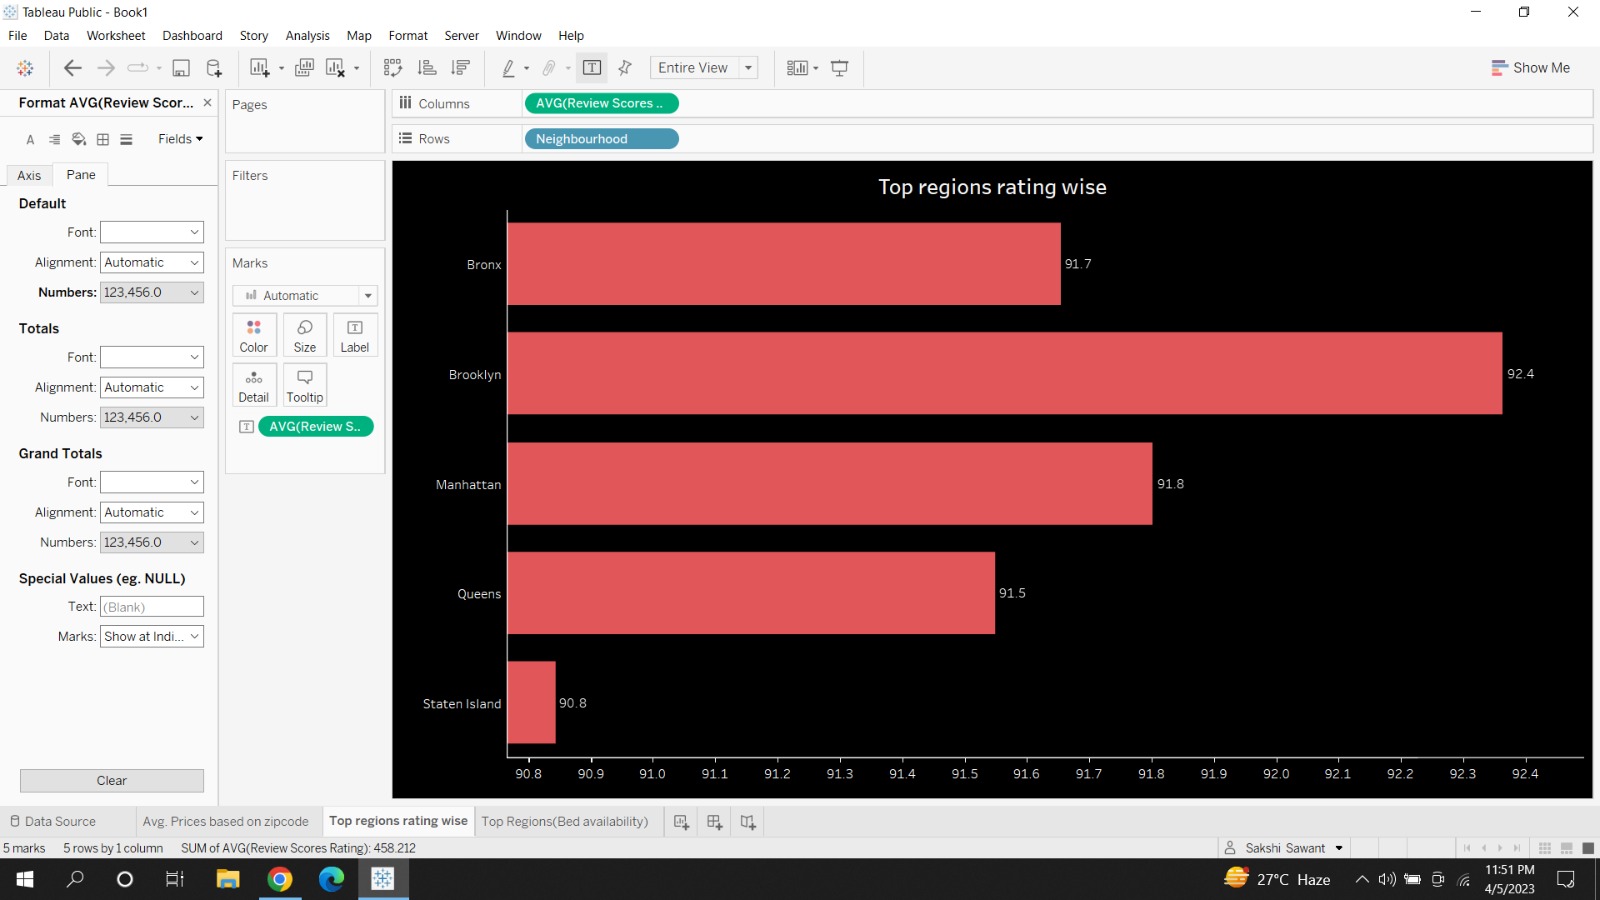 Tableau Public - Book1
File Data Worksheet Dashboard Story Analysis Map Format Server Window Help
Entire View
Show Me
Format AVG(Review Scor...
Fields
Axis Pane
Default
Font:
Alignment: Automatic
Numbers: 123,456.0
Totals
Font:
Alignment: Automatic
Numbers: 123,456.0
Grand Totals
Font:
Alignment: Automatic
Numbers: 123,456.0
Special Values (eg. NULL)
Text: (Blank)
Marks: Show at Indi...
Clear
Pages
Filters
Marks
Automatic
Color Size Label
Detail Tooltip
AVG(Review S..
Columns AVG(Review Scores ..
Rows Neighbourhood
Top regions rating wise
Bronx 91.7
Brooklyn 92.4
Manhattan 91.8
Queens 91.5
Staten Island 90.8
90.8 90.9 91.0 91.1 91.2 91.3 91.4 91.5 91.6 91.7 91.8 91.9 92.0 92.1 92.2 92.3 92.4
Data Source Avg. Prices based on zipcode Top regions rating wise Top Regions(Bed availability)
5 marks 5 rows by 1 column SUM of AVG(Review Scores Rating): 458.212 Sakshi Sawant
27°C Haze
11:51 PM
4/5/2023